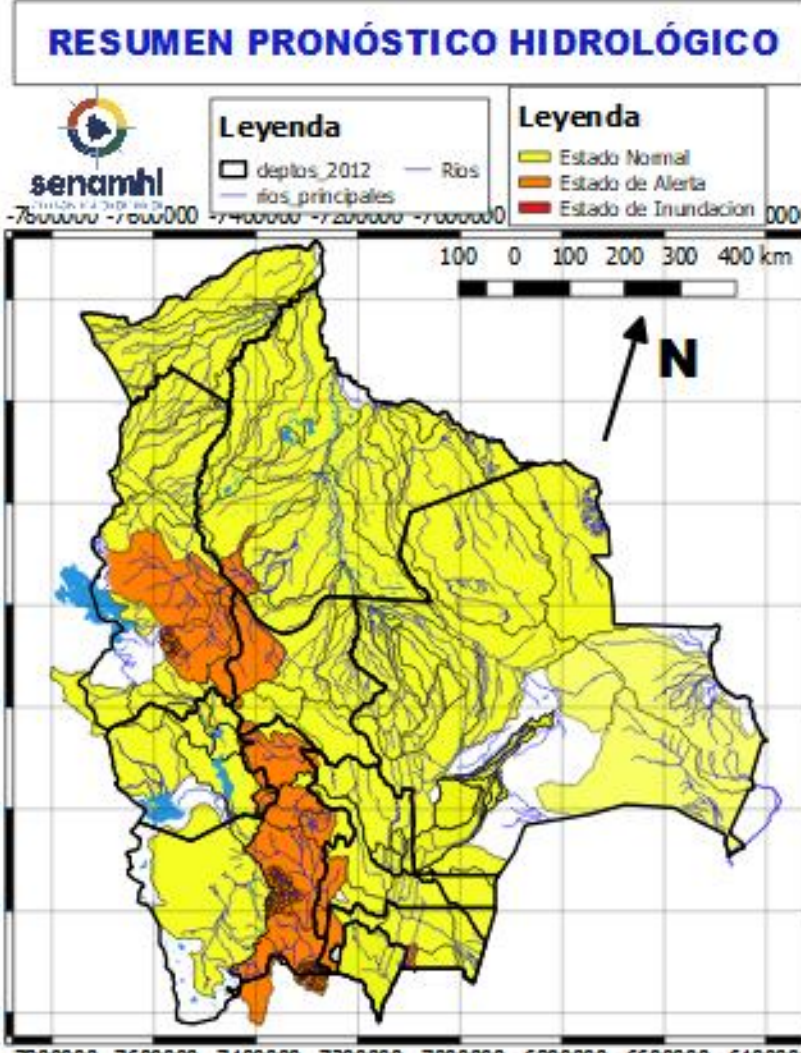 RESUMEN PRONÓSTICO HIDROLÓGICO
senamhi
Leyenda
deptos_2012
Rios
rios_principales
Leyenda
Estado Normal
Estado de Alerta
Estado de Inundacion
-7800000 -7600000 -7400000 -7200000 -7000000
100 0 100 200 300 400 km
N